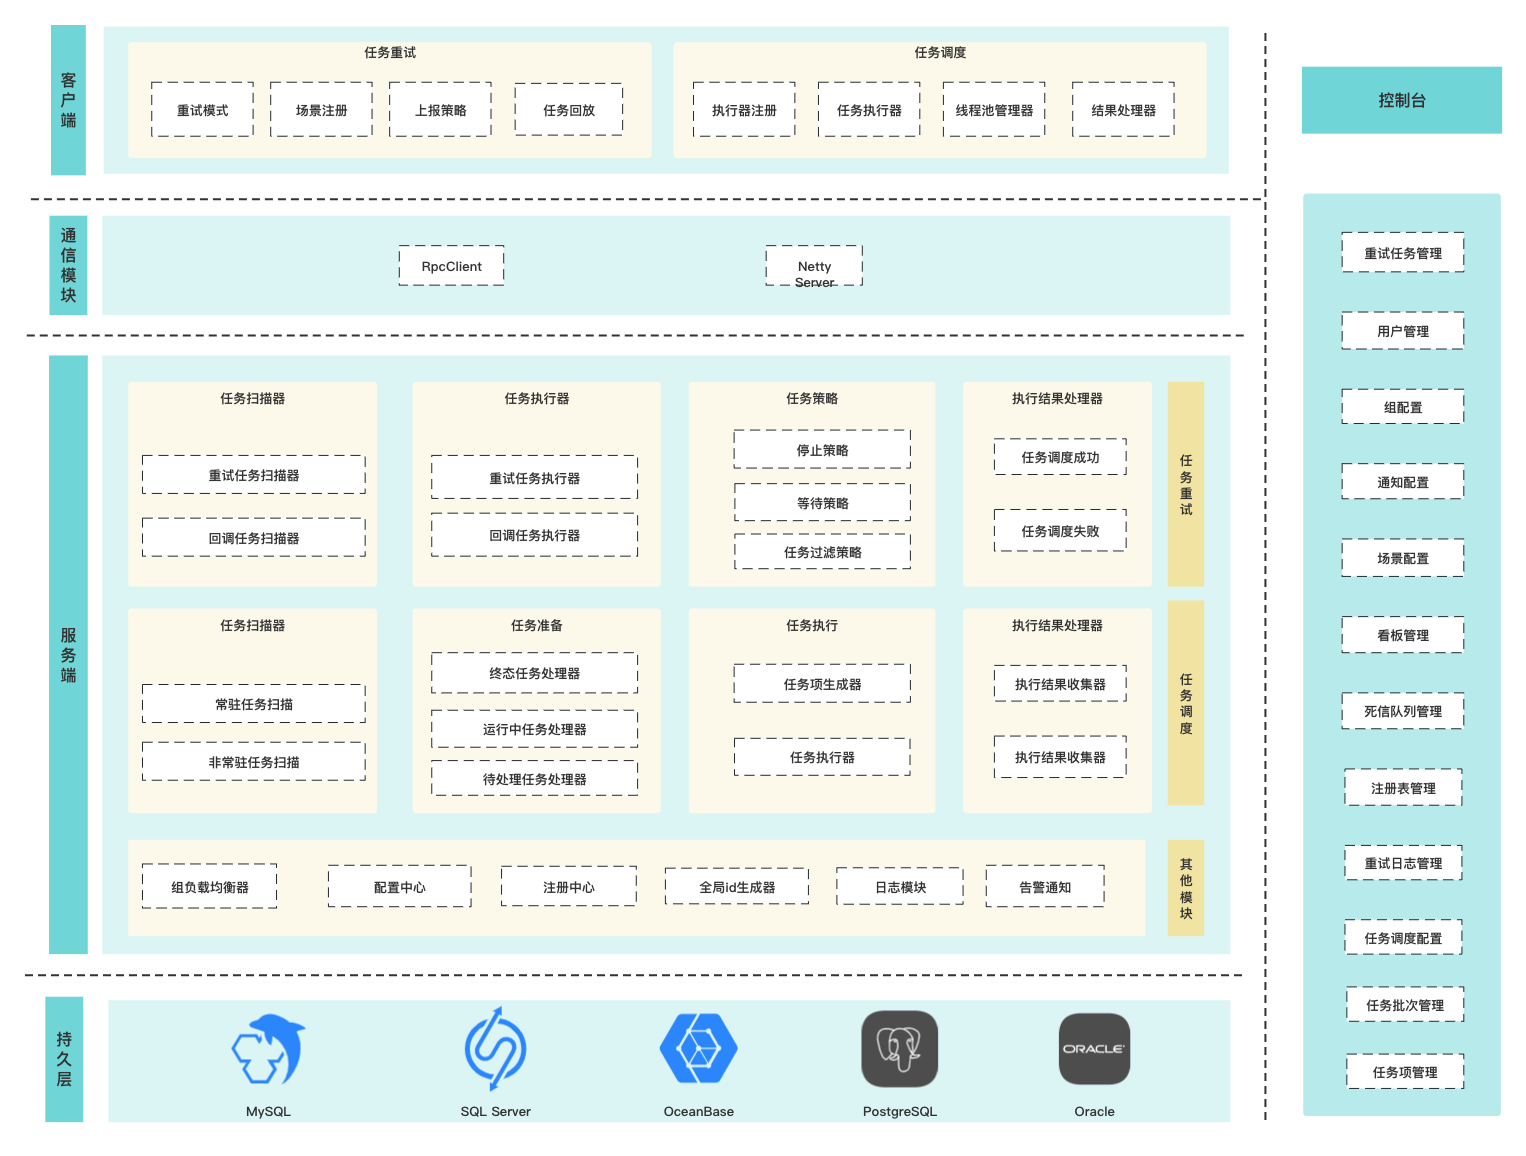 客户端
任务重试
重试模式
场景注册
上报策略
任务回放
任务调度
执行器注册
任务执行器
线程池管理器
结果处理器
通信模块
RpcClient
Netty
Server
服务端
任务扫描器
重试任务扫描器
回调任务扫描器
任务执行器
重试任务执行器
回调任务执行器
任务策略
停止策略
等待策略
任务过滤策略
执行结果处理器
任务调度成功
任务调度失败
任务重试
任务扫描器
常驻任务扫描
非常驻任务扫描
任务准备
终态任务处理器
运行中任务处理器
待处理任务处理器
任务执行
任务项生成器
任务执行器
执行结果处理器
执行结果收集器
执行结果收集器
任务调度
组负载均衡器
配置中心
注册中心
全局id生成器
日志模块
告警通知
其他模块
持久层
MySQL
SQL Server
OceanBase
PostgreSQL
ORACLE
Oracle
控制台
重试任务管理
用户管理
组配置
通知配置
场景配置
看板管理
死信队列管理
注册表管理
重试日志管理
任务调度配置
任务批次管理
任务项管理